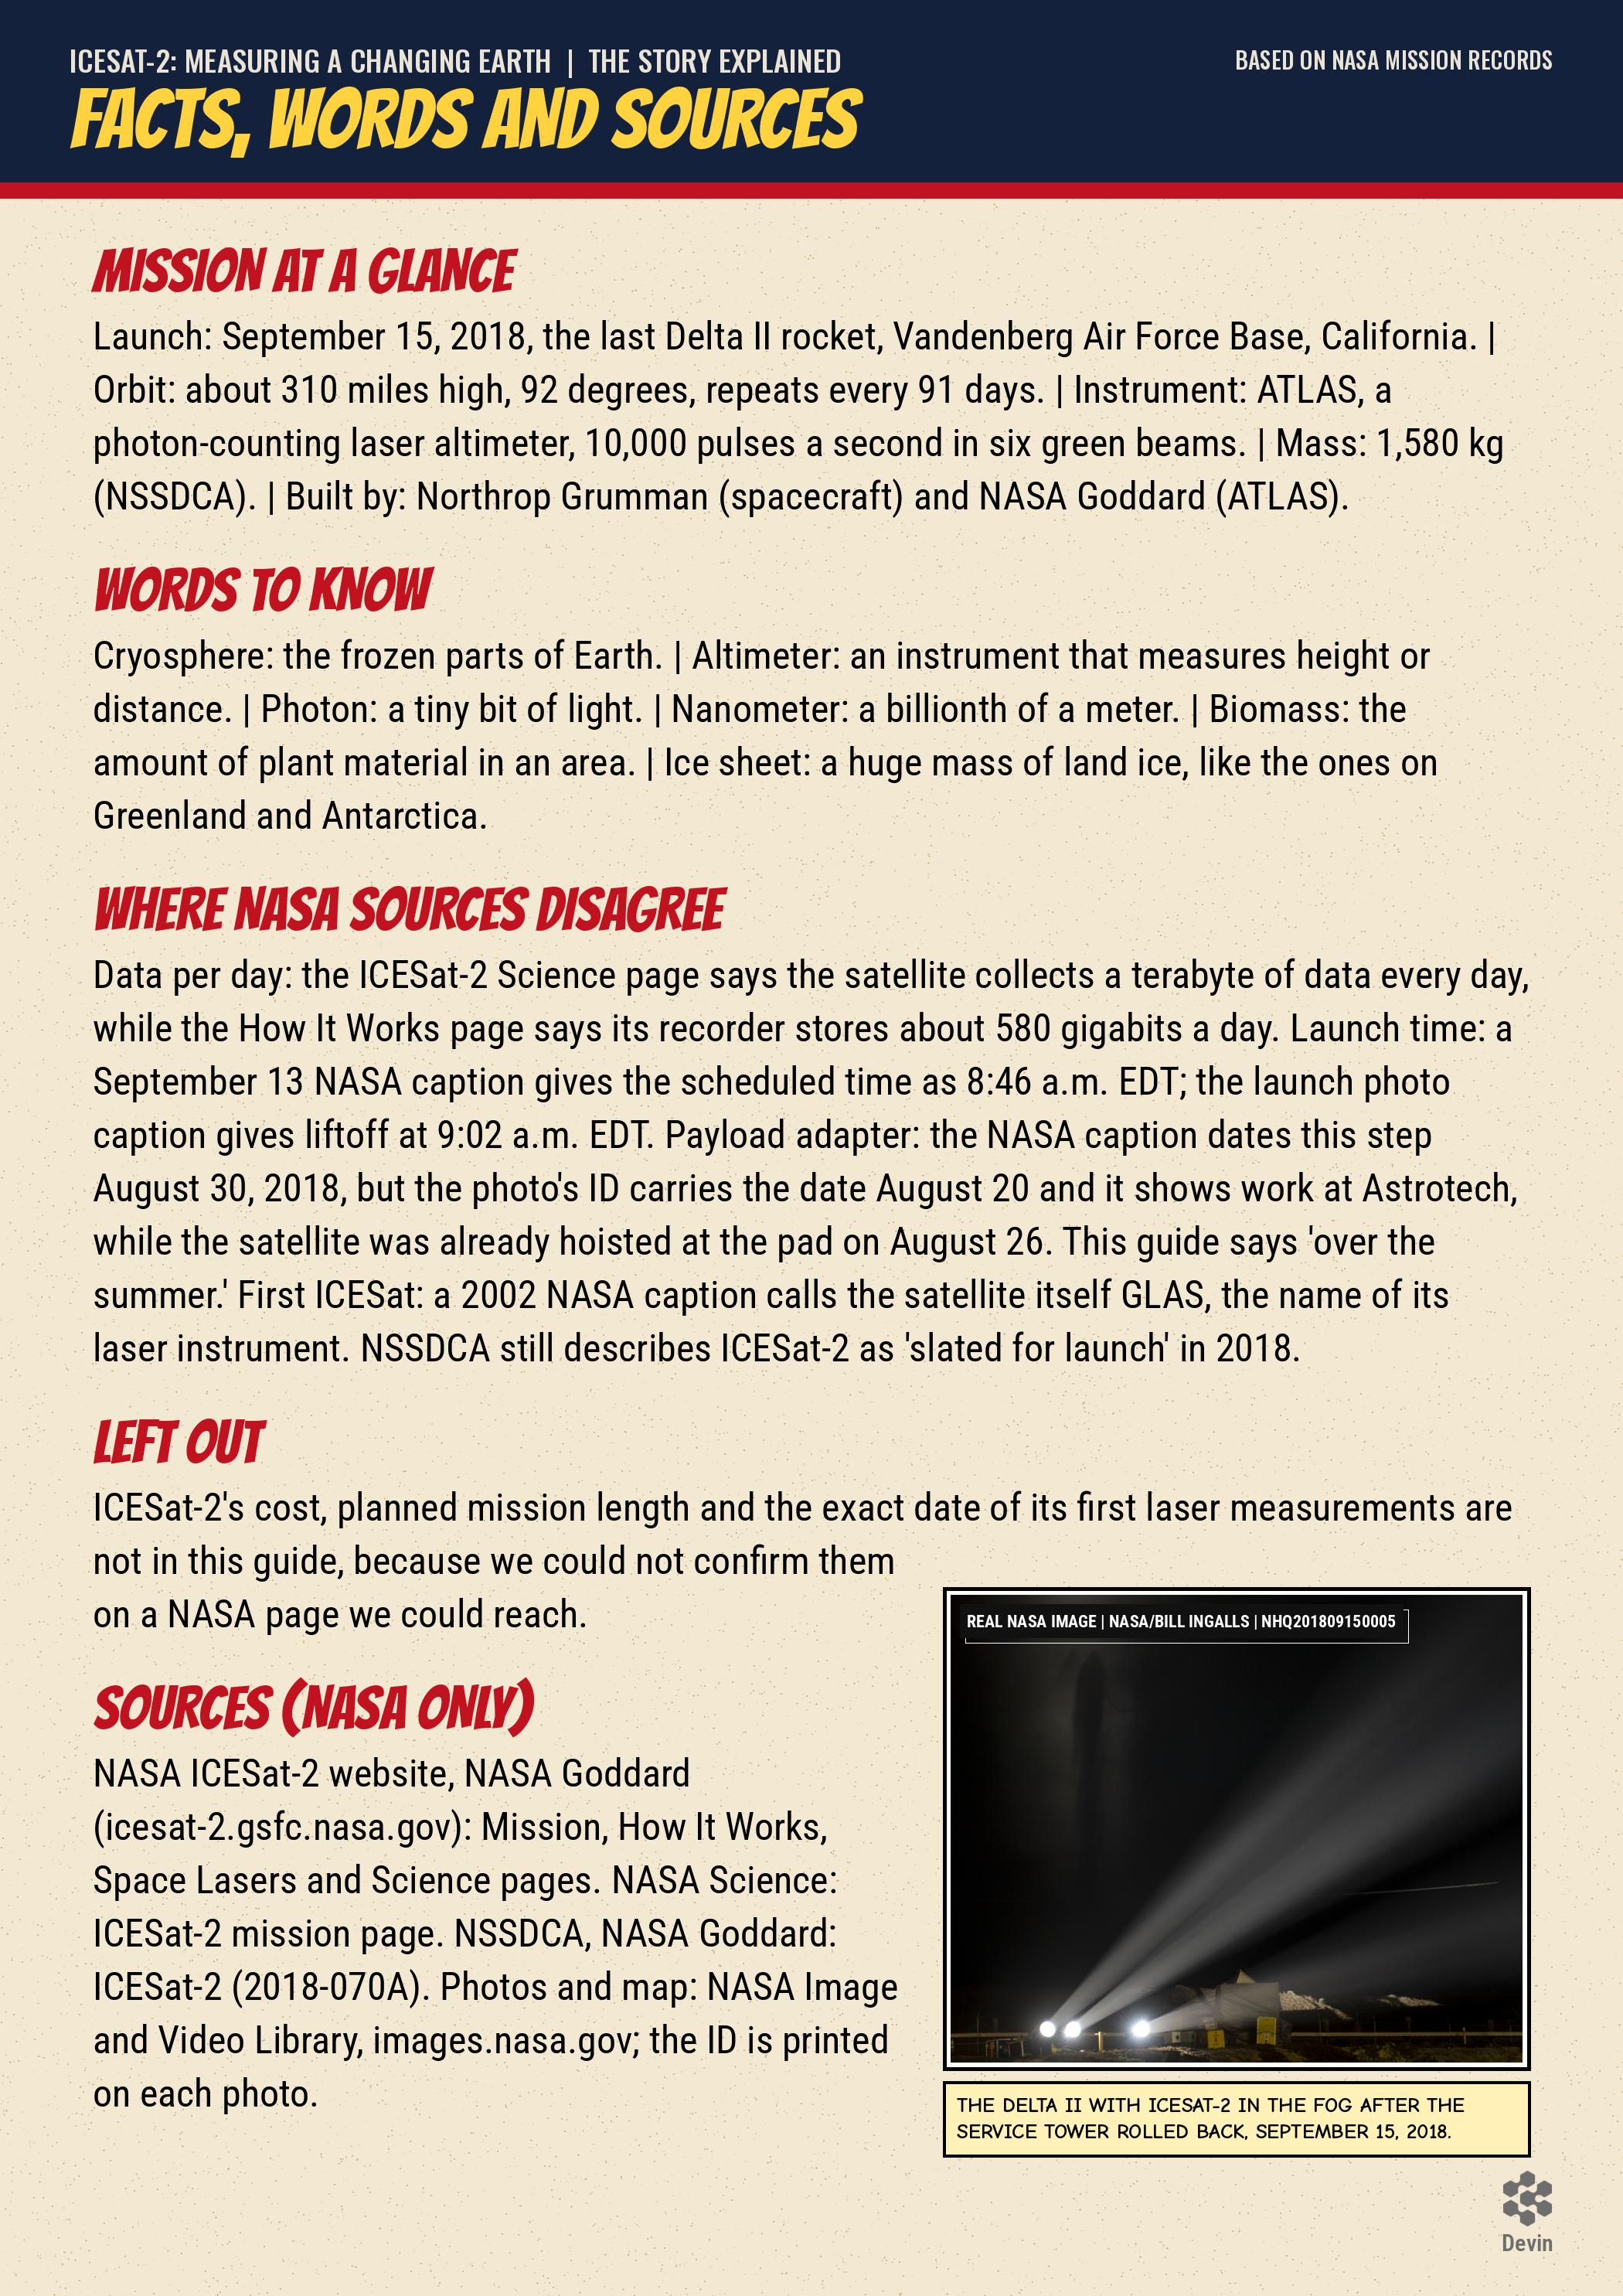 ICESAT-2: MEASURING A CHANGING EARTH | THE STORY EXPLAINED
BASED ON NASA MISSION RECORDS
FACTS, WORDS AND SOURCES
MISSION AT A GLANCE
Launch: September 15, 2018, the last Delta II rocket, Vandenberg Air Force Base, California. |
Orbit: about 310 miles high, 92 degrees, repeats every 91 days. | Instrument: ATLAS, a
photon-counting laser altimeter, 10,000 pulses a second in six green beams. | Mass: 1,580 kg
(NSSDCA). | Built by: Northrop Grumman (spacecraft) and NASA Goddard (ATLAS).
WORDS TO KNOW
Cryosphere: the frozen parts of Earth. | Altimeter: an instrument that measures height or
distance. | Photon: a tiny bit of light. | Nanometer: a billionth of a meter. | Biomass: the
amount of plant material in an area. | Ice sheet: a huge mass of land ice, like the ones on
Greenland and Antarctica.
WHERE NASA SOURCES DISAGREE
Data per day: the ICESat-2 Science page says the satellite collects a terabyte of data every day,
while the How It Works page says its recorder stores about 580 gigabits a day. Launch time: a
September 13 NASA caption gives the scheduled time as 8:46 a.m. EDT; the launch photo
caption gives liftoff at 9:02 a.m. EDT. Payload adapter: the NASA caption dates this step
August 30, 2018, but the photo's ID carries the date August 20 and it shows work at Astrotech,
while the satellite was already hoisted at the pad on August 26. This guide says 'over the
summer.' First ICESat: a 2002 NASA caption calls the satellite itself GLAS, the name of its
laser instrument. NSSDCA still describes ICESat-2 as 'slated for launch' in 2018.
LEFT OUT
ICESat-2's cost, planned mission length and the exact date of its first laser measurements are
not in this guide, because we could not confirm them
on a NASA page we could reach.
SOURCES (NASA ONLY)
NASA ICESat-2 website, NASA Goddard
(icesat-2.gsfc.nasa.gov): Mission, How It Works,
Space Lasers and Science pages. NASA Science:
ICESat-2 mission page. NSSDCA, NASA Goddard:
ICESat-2 (2018-070A). Photos and map: NASA Image
and Video Library, images.nasa.gov; the ID is printed
on each photo.
REAL NASA IMAGE | NASA/BILL INGALLS | NHQ201809150005
THE DELTA II WITH ICESAT-2 IN THE FOG AFTER THE
SERVICE TOWER ROLLED BACK, SEPTEMBER 15, 2018.
Devin